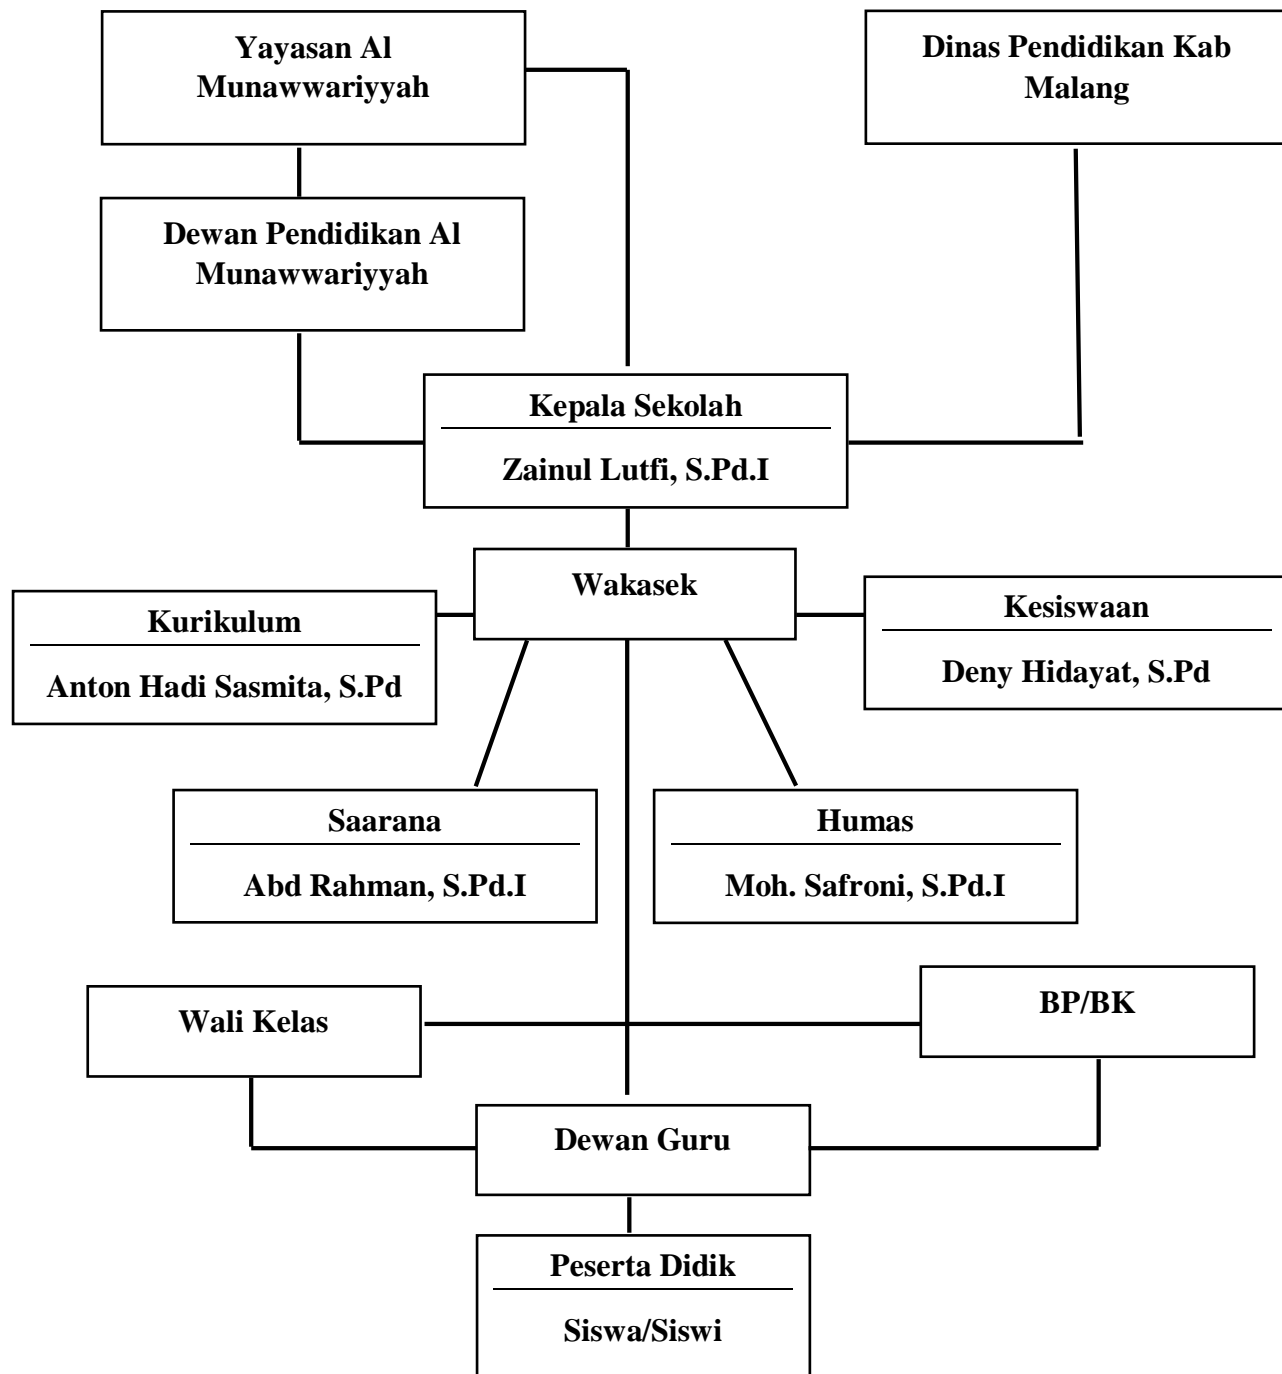 Yayasan Al
Munawwariyyah
Dinas Pendidikan Kab
Malang
Dewan Pendidikan Al
Munawwariyyah
Kepala Sekolah
Zainul Lutfi, S.Pd.I
Wakasek
Kurikulum
Anton Hadi Sasmita, S.Pd
Kesiswaan
Deny Hidayat, S.Pd
Saarana
Abd Rahman, S.Pd.I
Humas
Moh. Safroni, S.Pd.I
Wali Kelas
BP/BK
Dewan Guru
Peserta Didik
Siswa/Siswi